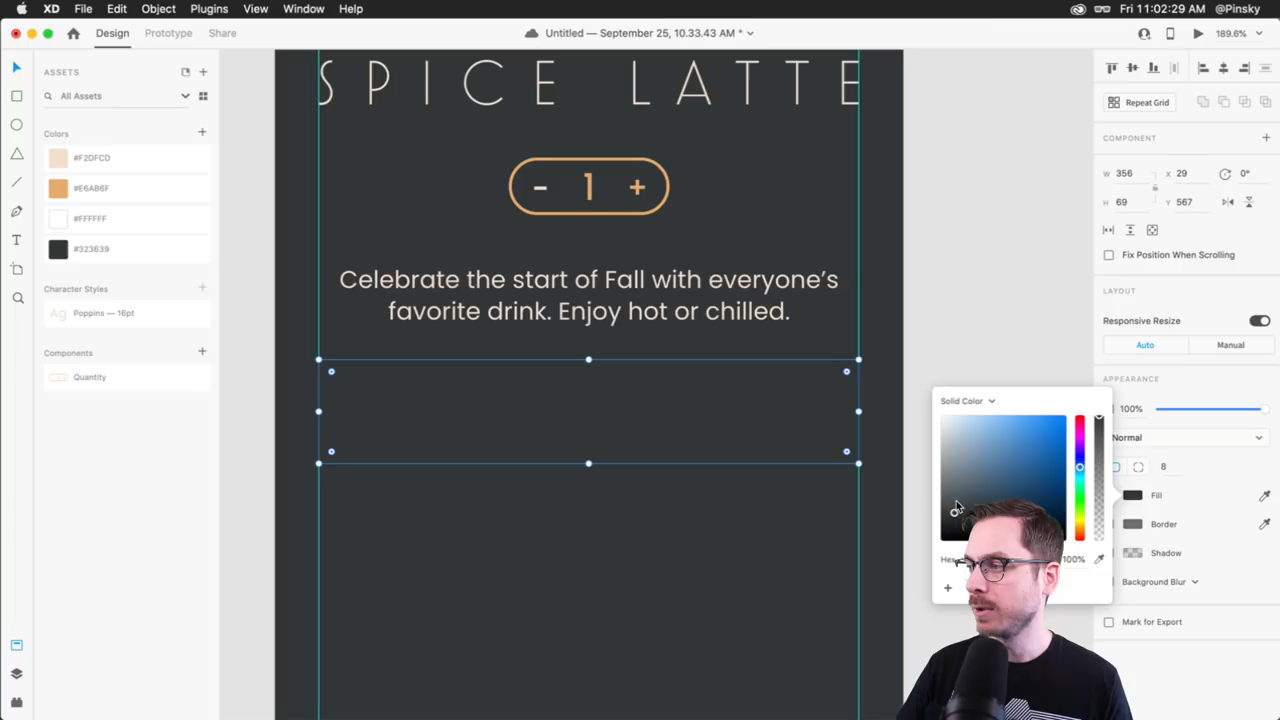 XD File Edit Object Plugins View Window Help
Fri 11:02:29 AM @Pinsky
Design Prototype Share
Untitled — September 25, 10.33.43 AM *
189.6%
ASSETS
All Assets
Colors
#F2DFCD
#E6AB6F
#FFFFFF
#323639
Character Styles
Ag Poppins — 16pt
Components
Quantity
SPICE LATTE
- 1 +
Celebrate the start of Fall with everyone’s
favorite drink. Enjoy hot or chilled.
Repeat Grid
COMPONENT
W 356 X 29 0°
H 69 Y 567
Fix Position When Scrolling
LAYOUT
Responsive Resize
Auto Manual
APPEARANCE
100%
Normal
8
Fill
Border
Shadow
Background Blur
Mark for Export
Solid Color
Hex 100%